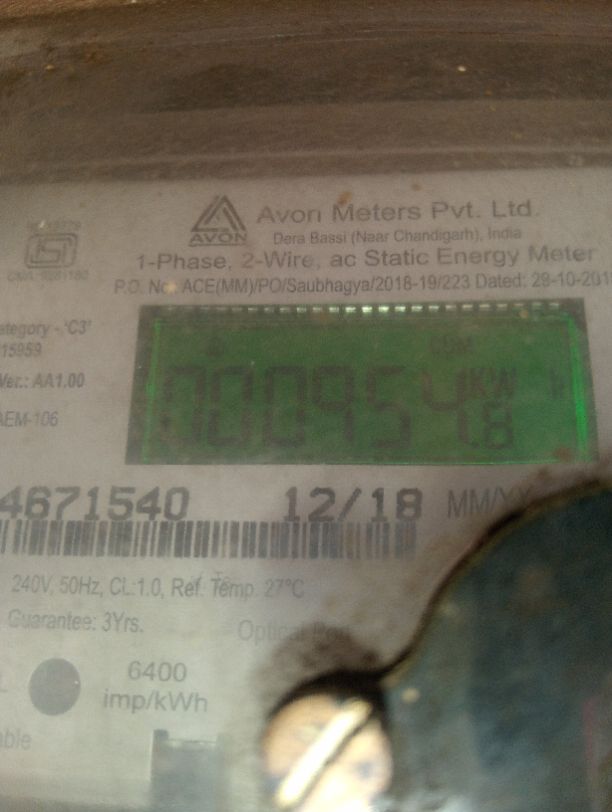 Avon Meters Pvt. Ltd.
AVON
Dera Bassi (Near Chandigarh), India
1-Phase, 2-Wire, ac Static Energy Meter
P.O. No. ACE(MM)/PO/Saubhagya/2018-19/223 Dated: 29-10-201
ategory - 'C3'
15959
Ver.: AA1.00
AEM-106
CUM
000954.8 KWh
4671540 12/18 MM/YY
240V, 50Hz, CL:1.0, Ref. Temp. 27°C
Guarantee: 3Yrs.
Optical
6400
imp/kWh